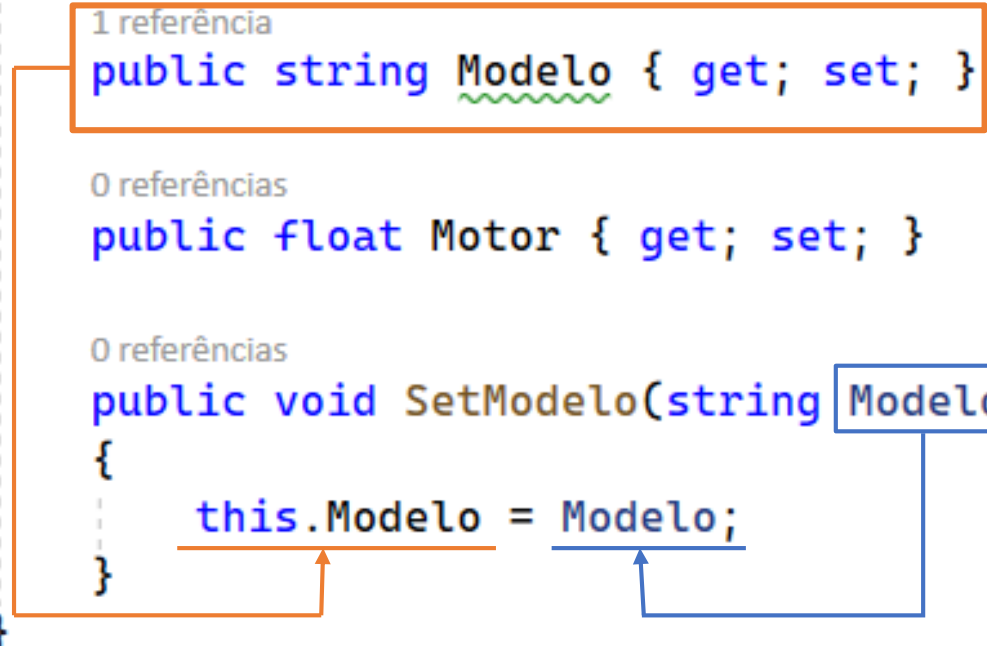 1 referência
public string Modelo { get; set; }
0 referências
public float Motor { get; set; }
0 referências
public void SetModelo(string Modelo
{
this.Modelo = Modelo;
}
}